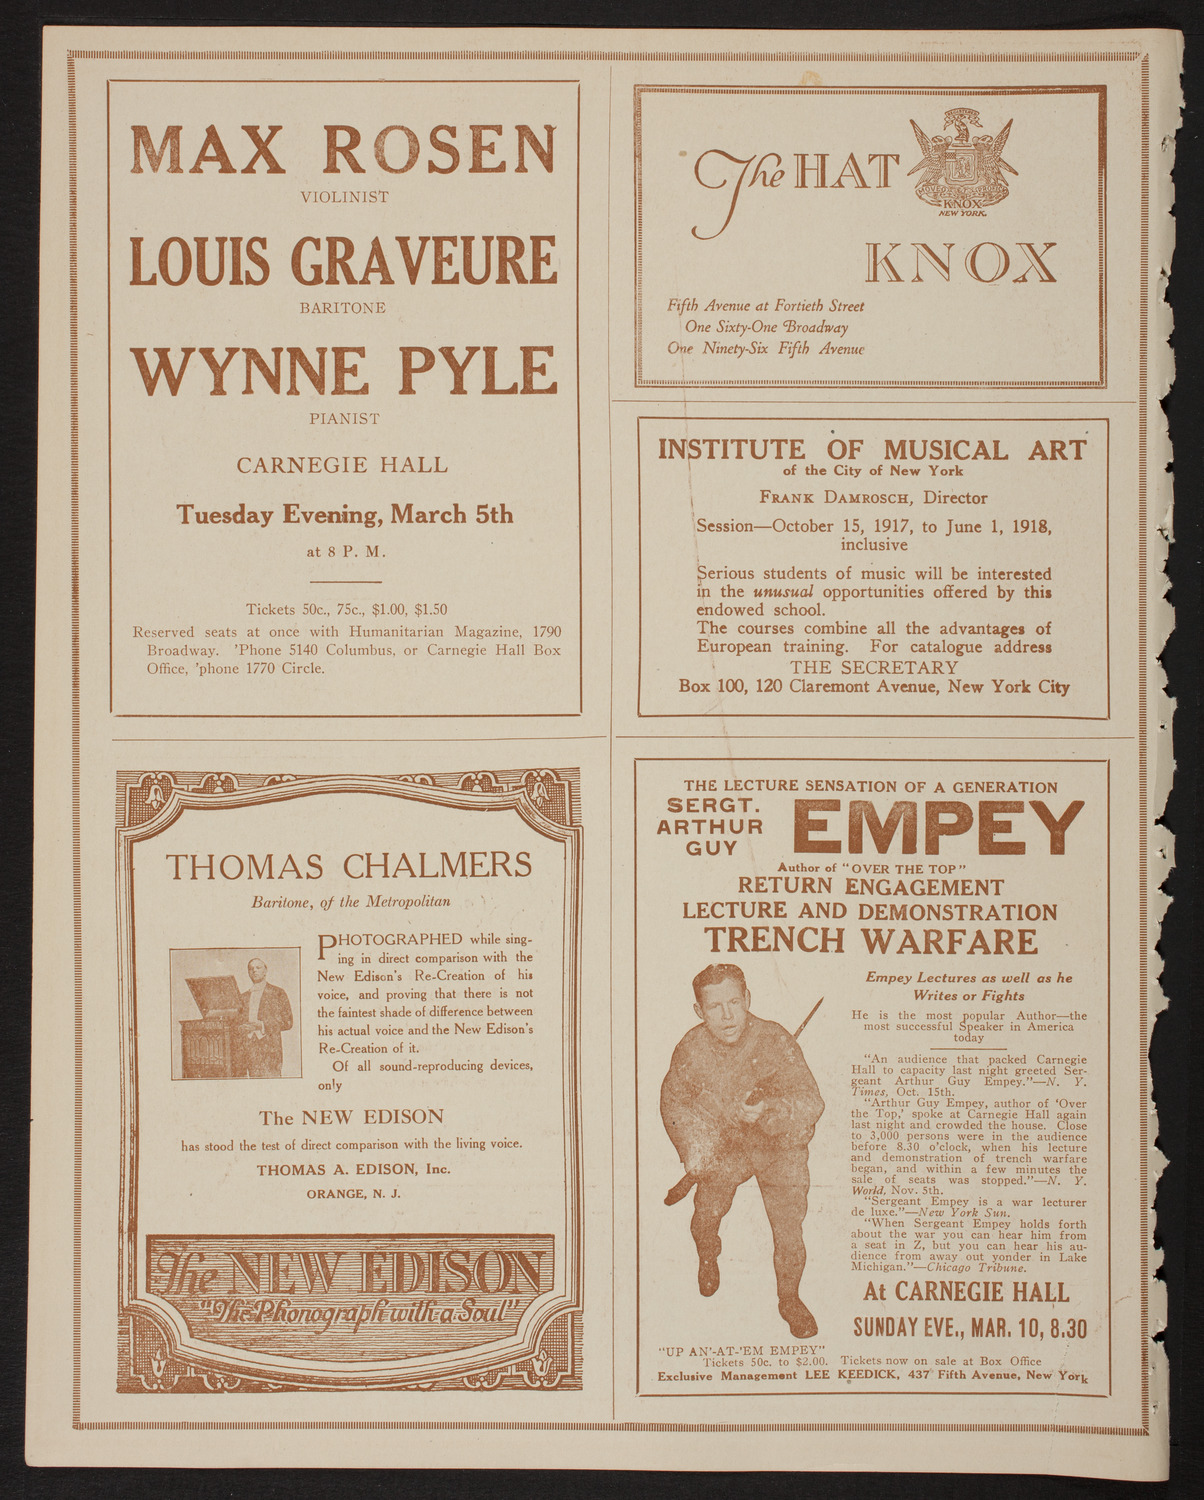 MAX ROSEN
VIOLINIST
LOUIS GRAVEURE
BARITONE
WYNNE PYLE
PIANIST
CARNEGIE HALL
Tuesday Evening, March 5th
at 8 P. M.
Tickets 50c., 75c., $1.00, $1.50
Reserved seats at once with Humanitarian Magazine, 1790
Broadway. 'Phone 5140 Columbus, or Carnegie Hall Box
Office, 'phone 1770 Circle.
The HAT
KNOX
NEW YORK.
KNOX
Fifth Avenue at Fortieth Street
One Sixty-One Broadway
One Ninety-Six Fifth Avenue
INSTITUTE OF MUSICAL ART
of the City of New York
FRANK DAMROSCH, Director
Session—October 15, 1917, to June 1, 1918,
inclusive
Serious students of music will be interested
in the unusual opportunities offered by this
endowed school.
The courses combine all the advantages of
European training. For catalogue address
THE SECRETARY
Box 100, 120 Claremont Avenue, New York City
THOMAS CHALMERS
Baritone, of the Metropolitan
PHOTOGRAPHED while sing-
ing in direct comparison with the
New Edison's Re-Creation of his
voice, and proving that there is not
the faintest shade of difference between
his actual voice and the New Edison's
Re-Creation of it.
Of all sound-reproducing devices,
only
The NEW EDISON
has stood the test of direct comparison with the living voice.
THOMAS A. EDISON, Inc.
ORANGE, N. J.
The NEW EDISON
"The Phonograph with a Soul"
THE LECTURE SENSATION OF A GENERATION
SERGT.
ARTHUR
GUY
EMPEY
Author of "OVER THE TOP"
RETURN ENGAGEMENT
LECTURE AND DEMONSTRATION
TRENCH WARFARE
Empey Lectures as well as he
Writes or Fights
He is the most popular Author—the
most successful Speaker in America
today
"An audience that packed Carnegie
Hall to capacity last night greeted Ser-
geant Arthur Guy Empey."—N. Y.
Times, Oct. 15th.
"Arthur Guy Empey, author of 'Over
the Top,' spoke at Carnegie Hall again
last night and crowded the house. Close
to 3,000 persons were in the audience
before 8.30 o'clock, when his lecture
and demonstration of trench warfare
began, and within a few minutes the
sale of seats was stopped."—N. Y.
World, Nov. 5th.
"Sergeant Empey is a war lecturer
de luxe."—New York Sun.
"When Sergeant Empey holds forth
about the war you can hear him from
a seat in Z, but you can hear his au-
dience from away out yonder in Lake
Michigan."—Chicago Tribune.
At CARNEGIE HALL
SUNDAY EVE., MAR. 10, 8.30
"UP AN'-AT-'EM EMPEY"
Tickets 50c. to $2.00. Tickets now on sale at Box Office
Exclusive Management LEE KEEDICK, 437 Fifth Avenue, New York